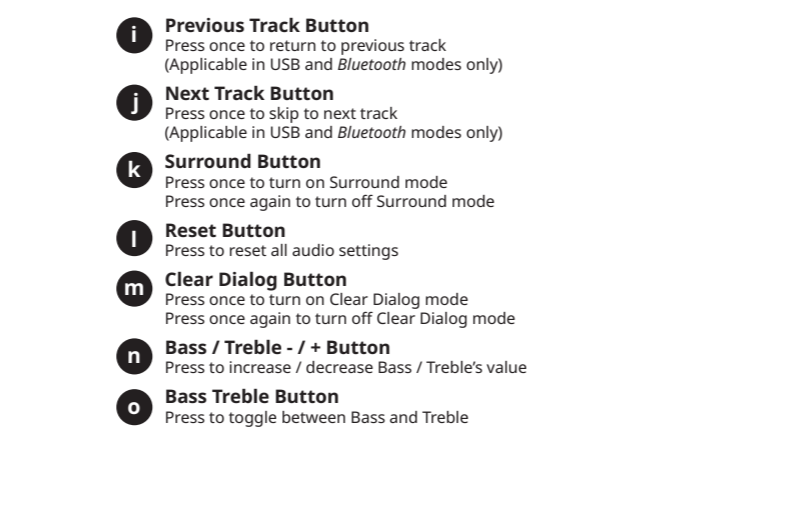 i
Previous Track Button
Press once to return to previous track
(Applicable in USB and Bluetooth modes only)
j
Next Track Button
Press once to skip to next track
(Applicable in USB and Bluetooth modes only)
k
Surround Button
Press once to turn on Surround mode
Press once again to turn off Surround mode
l
Reset Button
Press to reset all audio settings
m
Clear Dialog Button
Press once to turn on Clear Dialog mode
Press once again to turn off Clear Dialog mode
n
Bass / Treble - / + Button
Press to increase / decrease Bass / Treble’s value
o
Bass Treble Button
Press to toggle between Bass and Treble